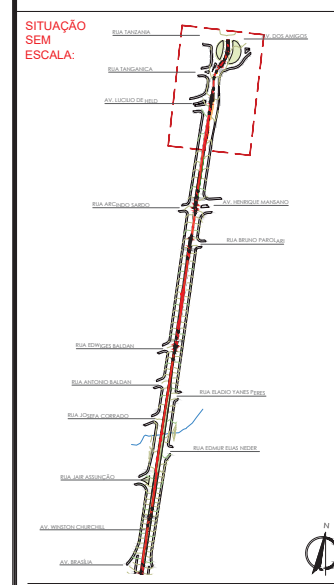 SITUAÇÃO
SEM
ESCALA:
RUA TANZANIA
AV. DOS AMIGOS
RUA TANGANICA
AV. LUCILIO DE HELD
RUA ARCINDO SARDO
AV. HENRIQUE MANSANO
RUA BRUNO PAROLARI
RUA EDWIGES BALDAN
RUA ANTONIO BALDAN
RUA ELADIO YANES PERES
RUA JOSEFA CORRADO
RUA EDMUR ELIAS NEDER
RUA JAIR ASSUNÇÃO
AV. WINSTON CHURCHILL
AV. BRASÍLIA
N